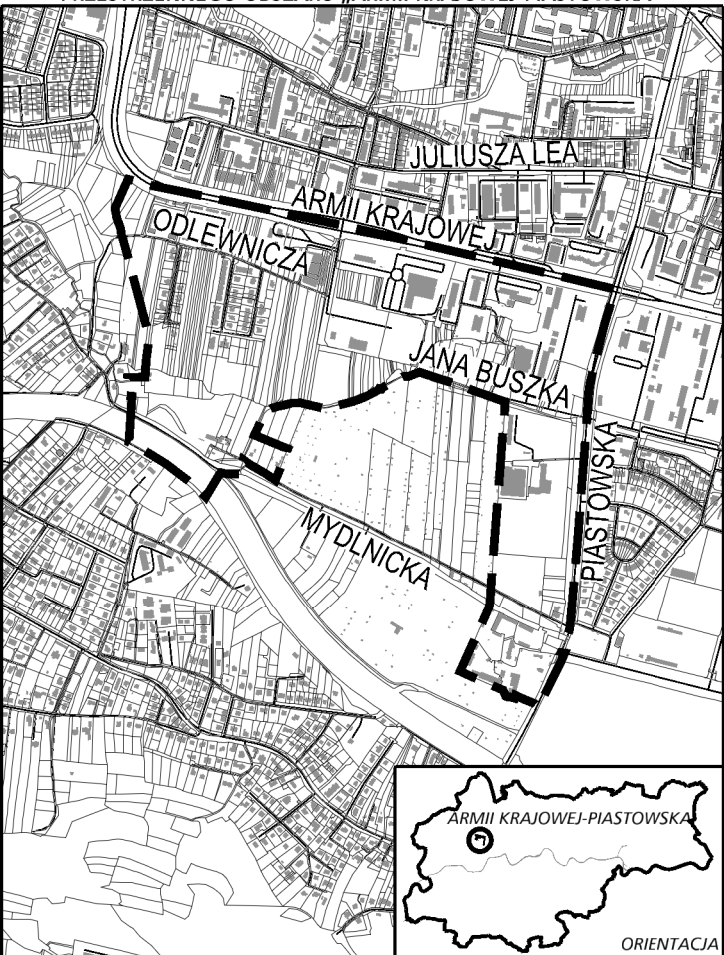 JULIUSZA LEA
ARMII KRAJOWEJ
ODLEWNICZA
JANA BUSZKA
PIASTOWSKA
MYDLNICKA
ARMII KRAJOWEJ-PIASTOWSKA
ORIENTACJA